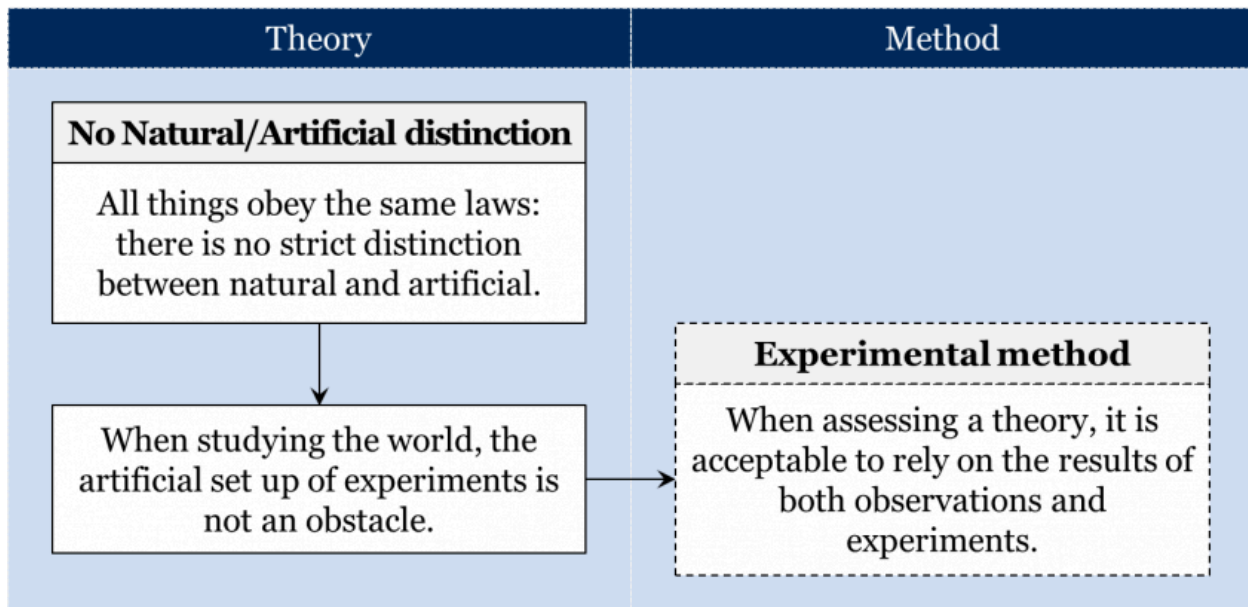 Theory
Method
No Natural/Artificial distinction
All things obey the same laws:
there is no strict distinction
between natural and artificial.
When studying the world, the
artificial set up of experiments is
not an obstacle.
Experimental method
When assessing a theory, it is
acceptable to rely on the results of
both observations and
experiments.